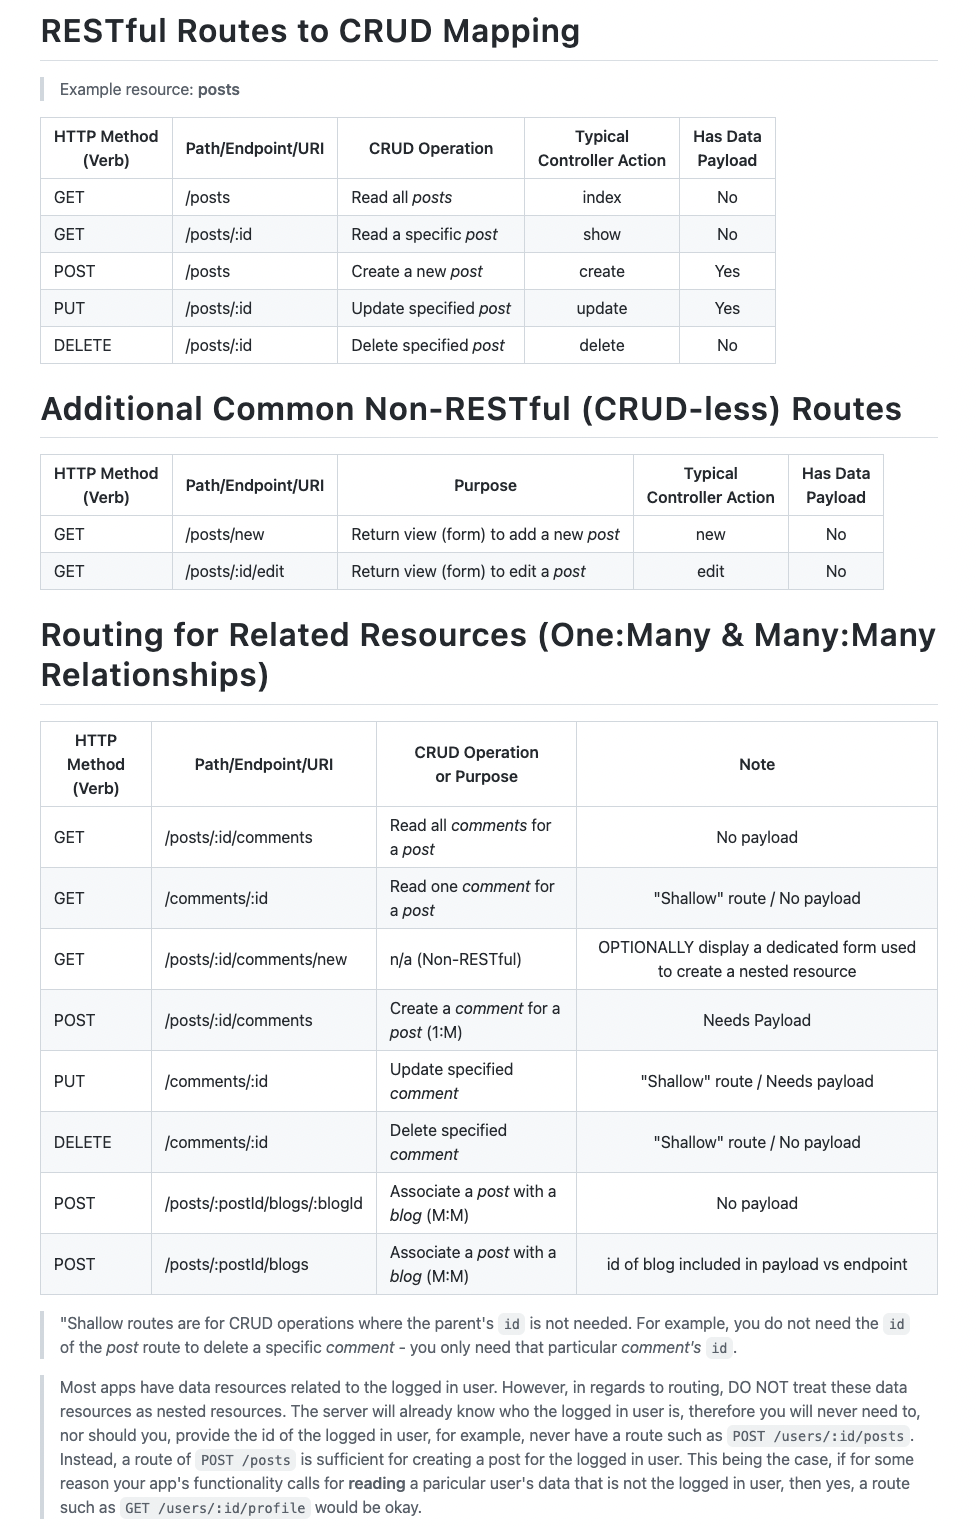 RESTful Routes to CRUD Mapping
Example resource: posts
HTTP Method (Verb) Path/Endpoint/URI CRUD Operation Typical Controller Action Has Data Payload
GET /posts Read all posts index No
GET /posts/:id Read a specific post show No
POST /posts Create a new post create Yes
PUT /posts/:id Update specified post update Yes
DELETE /posts/:id Delete specified post delete No
Additional Common Non-RESTful (CRUD-less) Routes
HTTP Method (Verb) Path/Endpoint/URI Purpose Typical Controller Action Has Data Payload
GET /posts/new Return view (form) to add a new post new No
GET /posts/:id/edit Return view (form) to edit a post edit No
Routing for Related Resources (One:Many & Many:Many
Relationships)
HTTP Method (Verb) Path/Endpoint/URI CRUD Operation or Purpose Note
GET /posts/:id/comments Read all comments for a post No payload
GET /comments/:id Read one comment for a post "Shallow" route / No payload
GET /posts/:id/comments/new n/a (Non-RESTful) OPTIONALLY display a dedicated form used to create a nested resource
POST /posts/:id/comments Create a comment for a post (1:M) Needs Payload
PUT /comments/:id Update specified comment "Shallow" route / Needs payload
DELETE /comments/:id Delete specified comment "Shallow" route / No payload
POST /posts/:postId/blogs/:blogId Associate a post with a blog (M:M) No payload
POST /posts/:postId/blogs Associate a post with a blog (M:M) id of blog included in payload vs endpoint
"Shallow routes are for CRUD operations where the parent's id is not needed. For example, you do not need the id
of the post route to delete a specific comment - you only need that particular comment's id.
Most apps have data resources related to the logged in user. However, in regards to routing, DO NOT treat these data
resources as nested resources. The server will already know who the logged in user is, therefore you will never need to,
nor should you, provide the id of the logged in user, for example, never have a route such as POST /users/:id/posts.
Instead, a route of POST /posts is sufficient for creating a post for the logged in user. This being the case, if for some
reason your app's functionality calls for reading a paricular user's data that is not the logged in user, then yes, a route
such as GET /users/:id/profile would be okay.